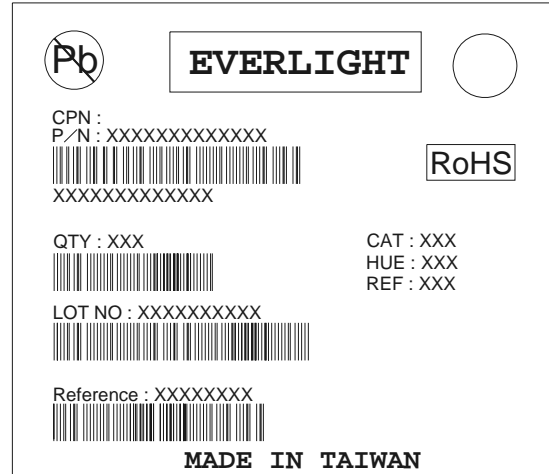 Pb
EVERLIGHT
CPN :
P/N : XXXXXXXXXXXXX
RoHS
XXXXXXXXXXXXX
QTY : XXX
CAT : XXX
HUE : XXX
REF : XXX
LOT NO : XXXXXXXXXX
Reference : XXXXXXXX
MADE IN TAIWAN